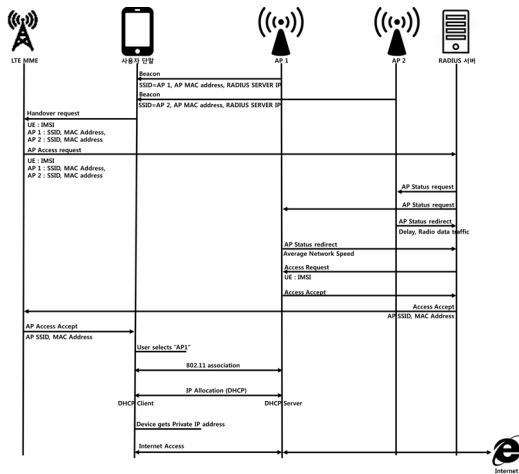 LTE MME
사용자 단말
AP 1
AP 2
RADIUS 서버
Beacon
SSID=AP 1, AP MAC address, RADIUS SERVER IP
Beacon
SSID=AP 2, AP MAC address, RADIUS SERVER IP
Handover request
UE : IMSI
AP 1 : SSID, MAC Address,
AP 2 : SSID, MAC address
AP Access request
UE : IMSI
AP 1 : SSID, MAC Address,
AP 2 : SSID, MAC address
AP Status request
AP Status request
AP Status redirect
Delay, Radio data traffic
AP Status redirect
Average Network Speed
Access Request
UE : IMSI
Access Accept
Access Accept
AP SSID, MAC Address
AP Access Accept
AP SSID, MAC Address
User selects "AP1"
802.11 association
IP Allocation (DHCP)
DHCP Client
DHCP Server
Device gets Private IP address
Internet Access
Internet